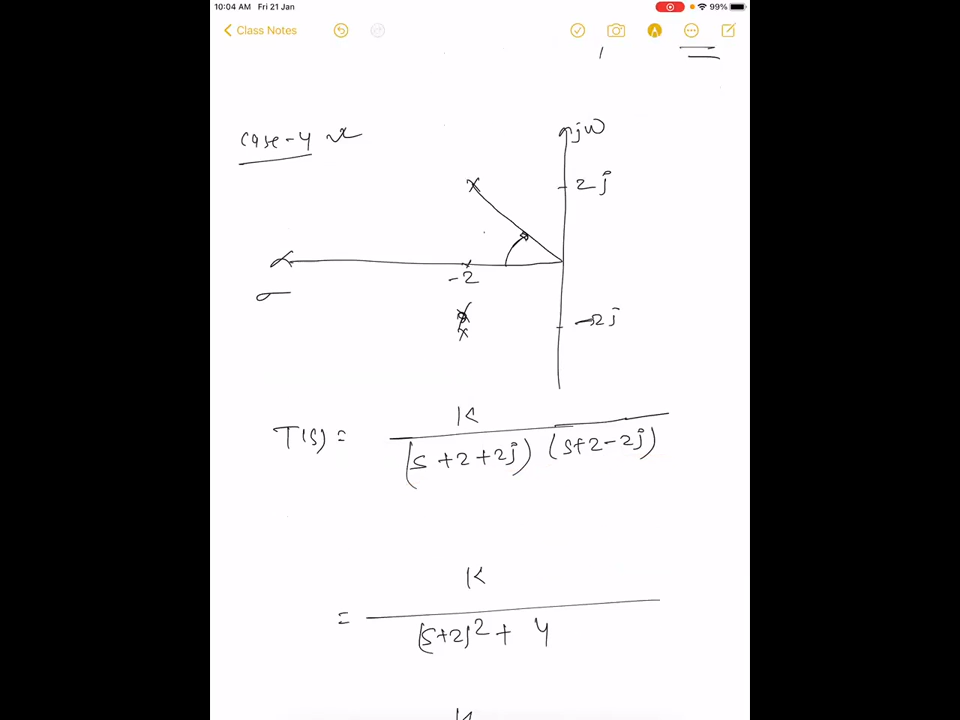 10:04 AM Fri 21 Jan
99%
Class Notes
Case-4
jω
2j
-2
σ
-2j
T(s) =
K
(s+2+2j) (s+2-2j)
K
=
(s+2)2 + 4
K